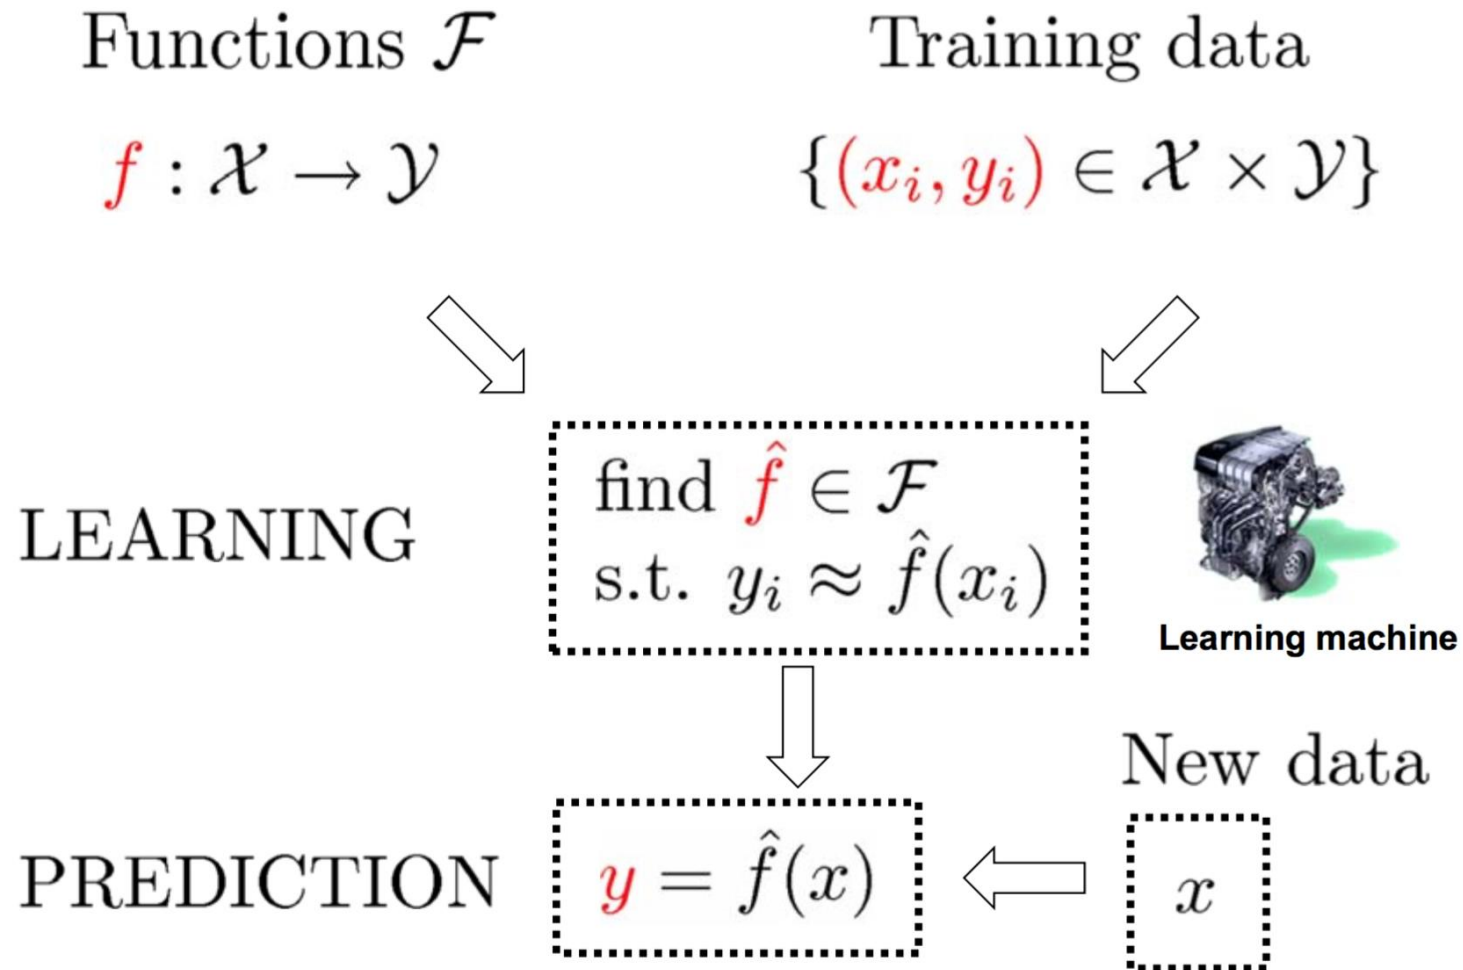 Functions 𝓕
f : 𝒳 → 𝒴
Training data
{(xᵢ, yᵢ) ∈ 𝒳 × 𝒴}
LEARNING
find f̂ ∈ 𝓕
s.t. yᵢ ≈ f̂(xᵢ)
Learning machine
New data
PREDICTION
y = f̂(x)
x